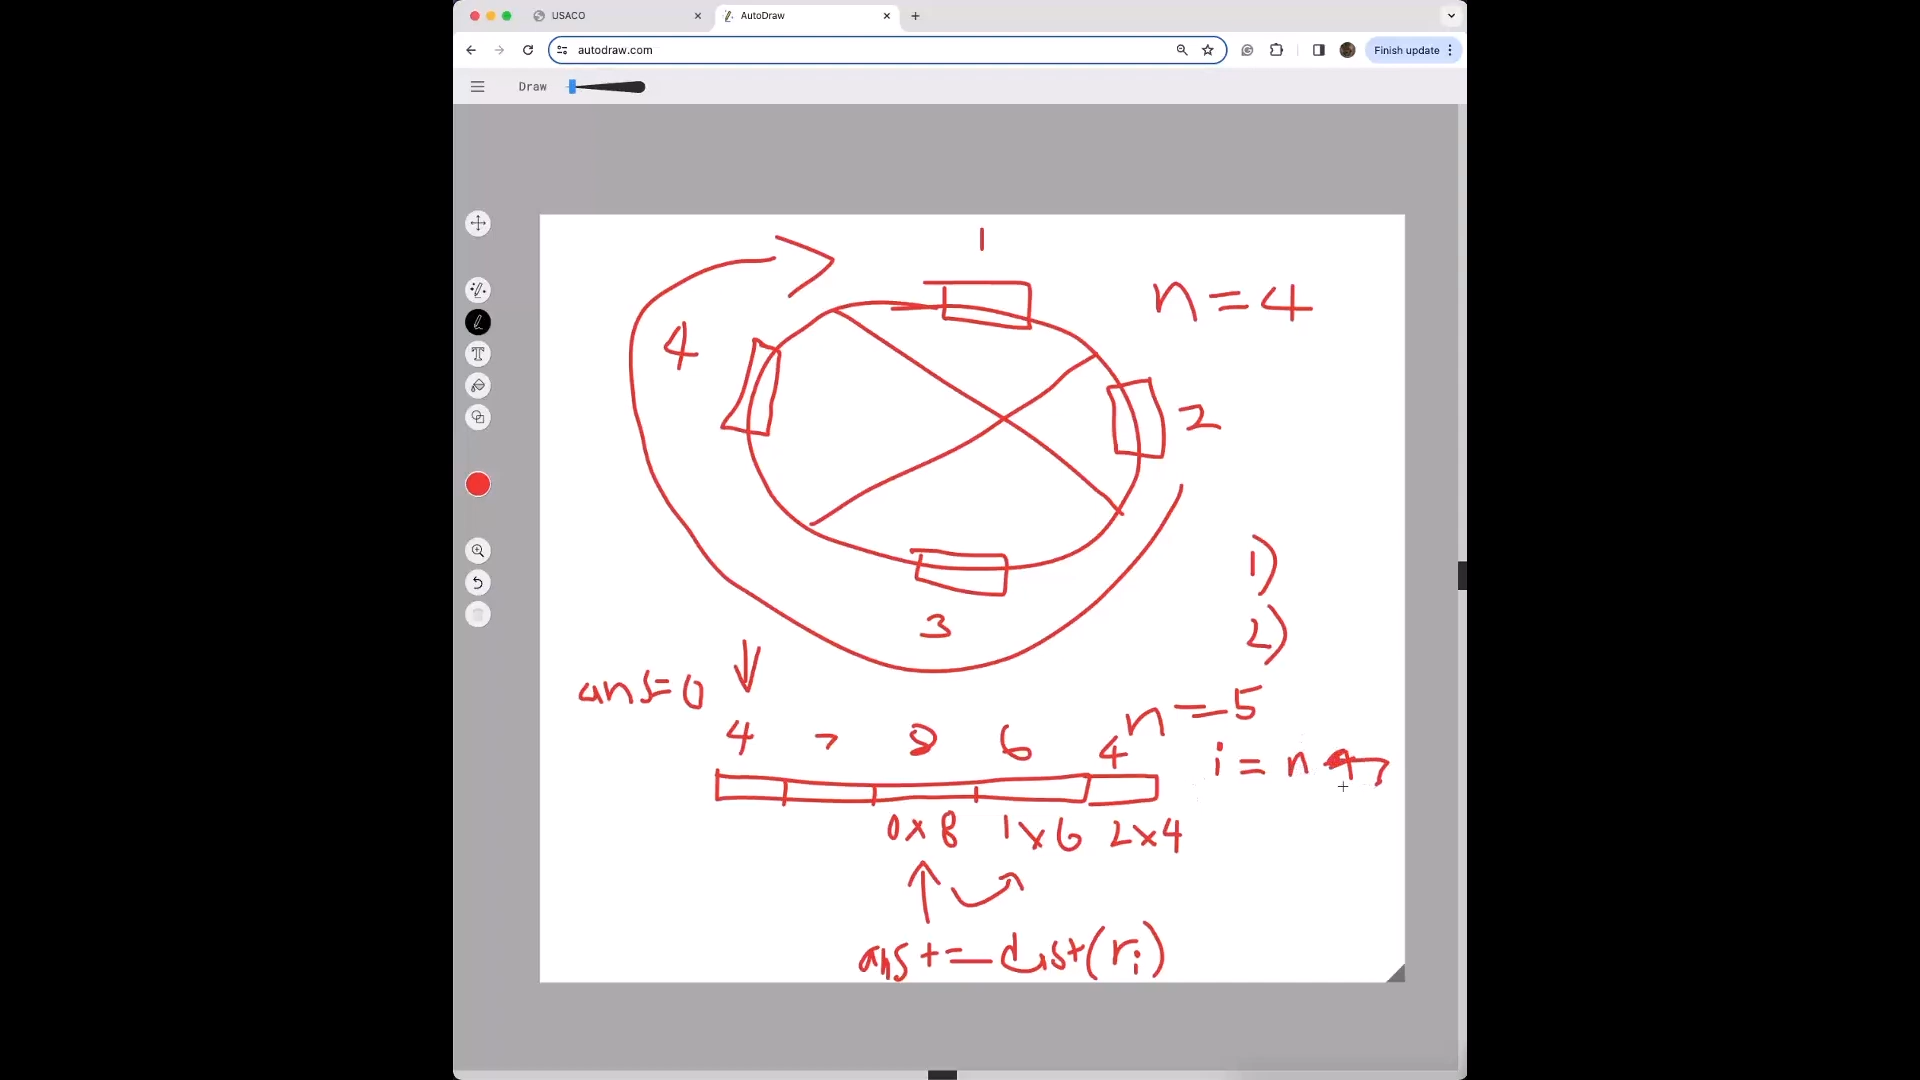 USACO
AutoDraw
autodraw.com
Finish update
Draw
1
n=4
4
2
1)
3
2)
ans=0
n=5
4 7 8 6 4
i = n
0x8 1x6 2x4
ans += dist(ri)